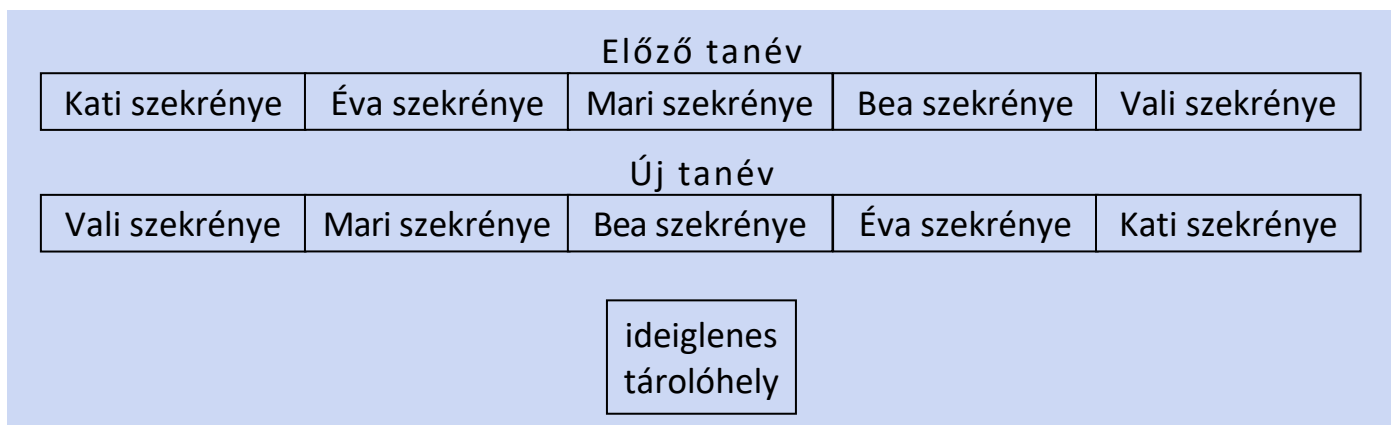 Előző tanév
Kati szekrénye Éva szekrénye Mari szekrénye Bea szekrénye Vali szekrénye
Új tanév
Vali szekrénye Mari szekrénye Bea szekrénye Éva szekrénye Kati szekrénye
ideiglenes
tárolóhely